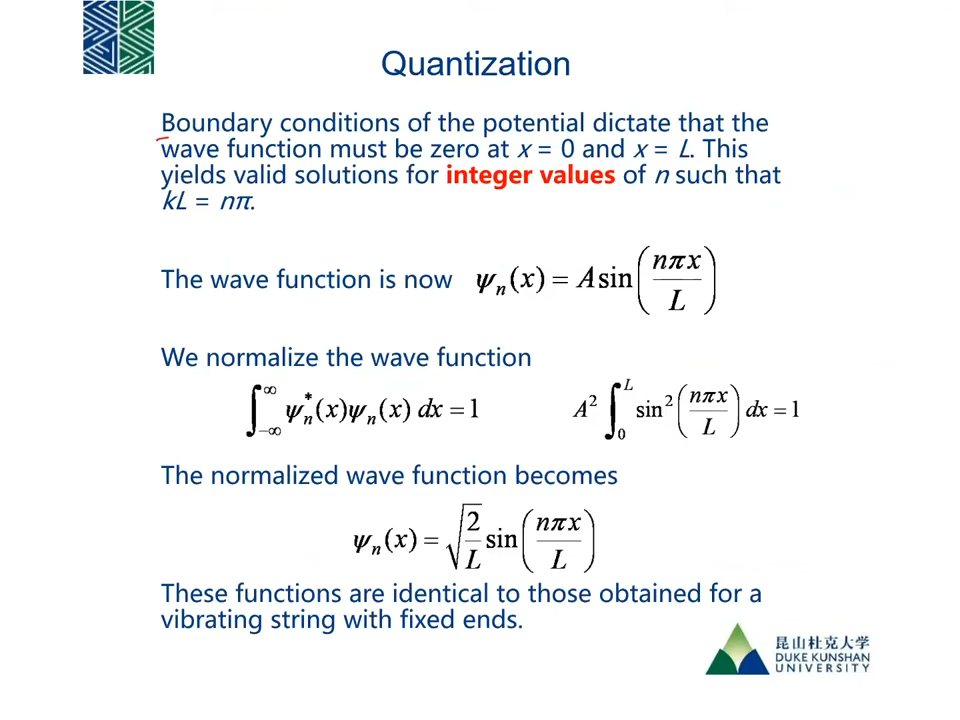 Quantization
Boundary conditions of the potential dictate that the
wave function must be zero at x = 0 and x = L. This
yields valid solutions for integer values of n such that
kL = nπ.
The wave function is now ψₙ(x) = A sin(nπx / L)
We normalize the wave function
∫_{-∞}^{∞} ψₙ*(x)ψₙ(x) dx = 1    A² ∫₀ᴸ sin²(nπx / L) dx = 1
The normalized wave function becomes
ψₙ(x) = √(2/L) sin(nπx / L)
These functions are identical to those obtained for a
vibrating string with fixed ends.
昆山杜克大学
DUKE KUNSHAN
UNIVERSITY